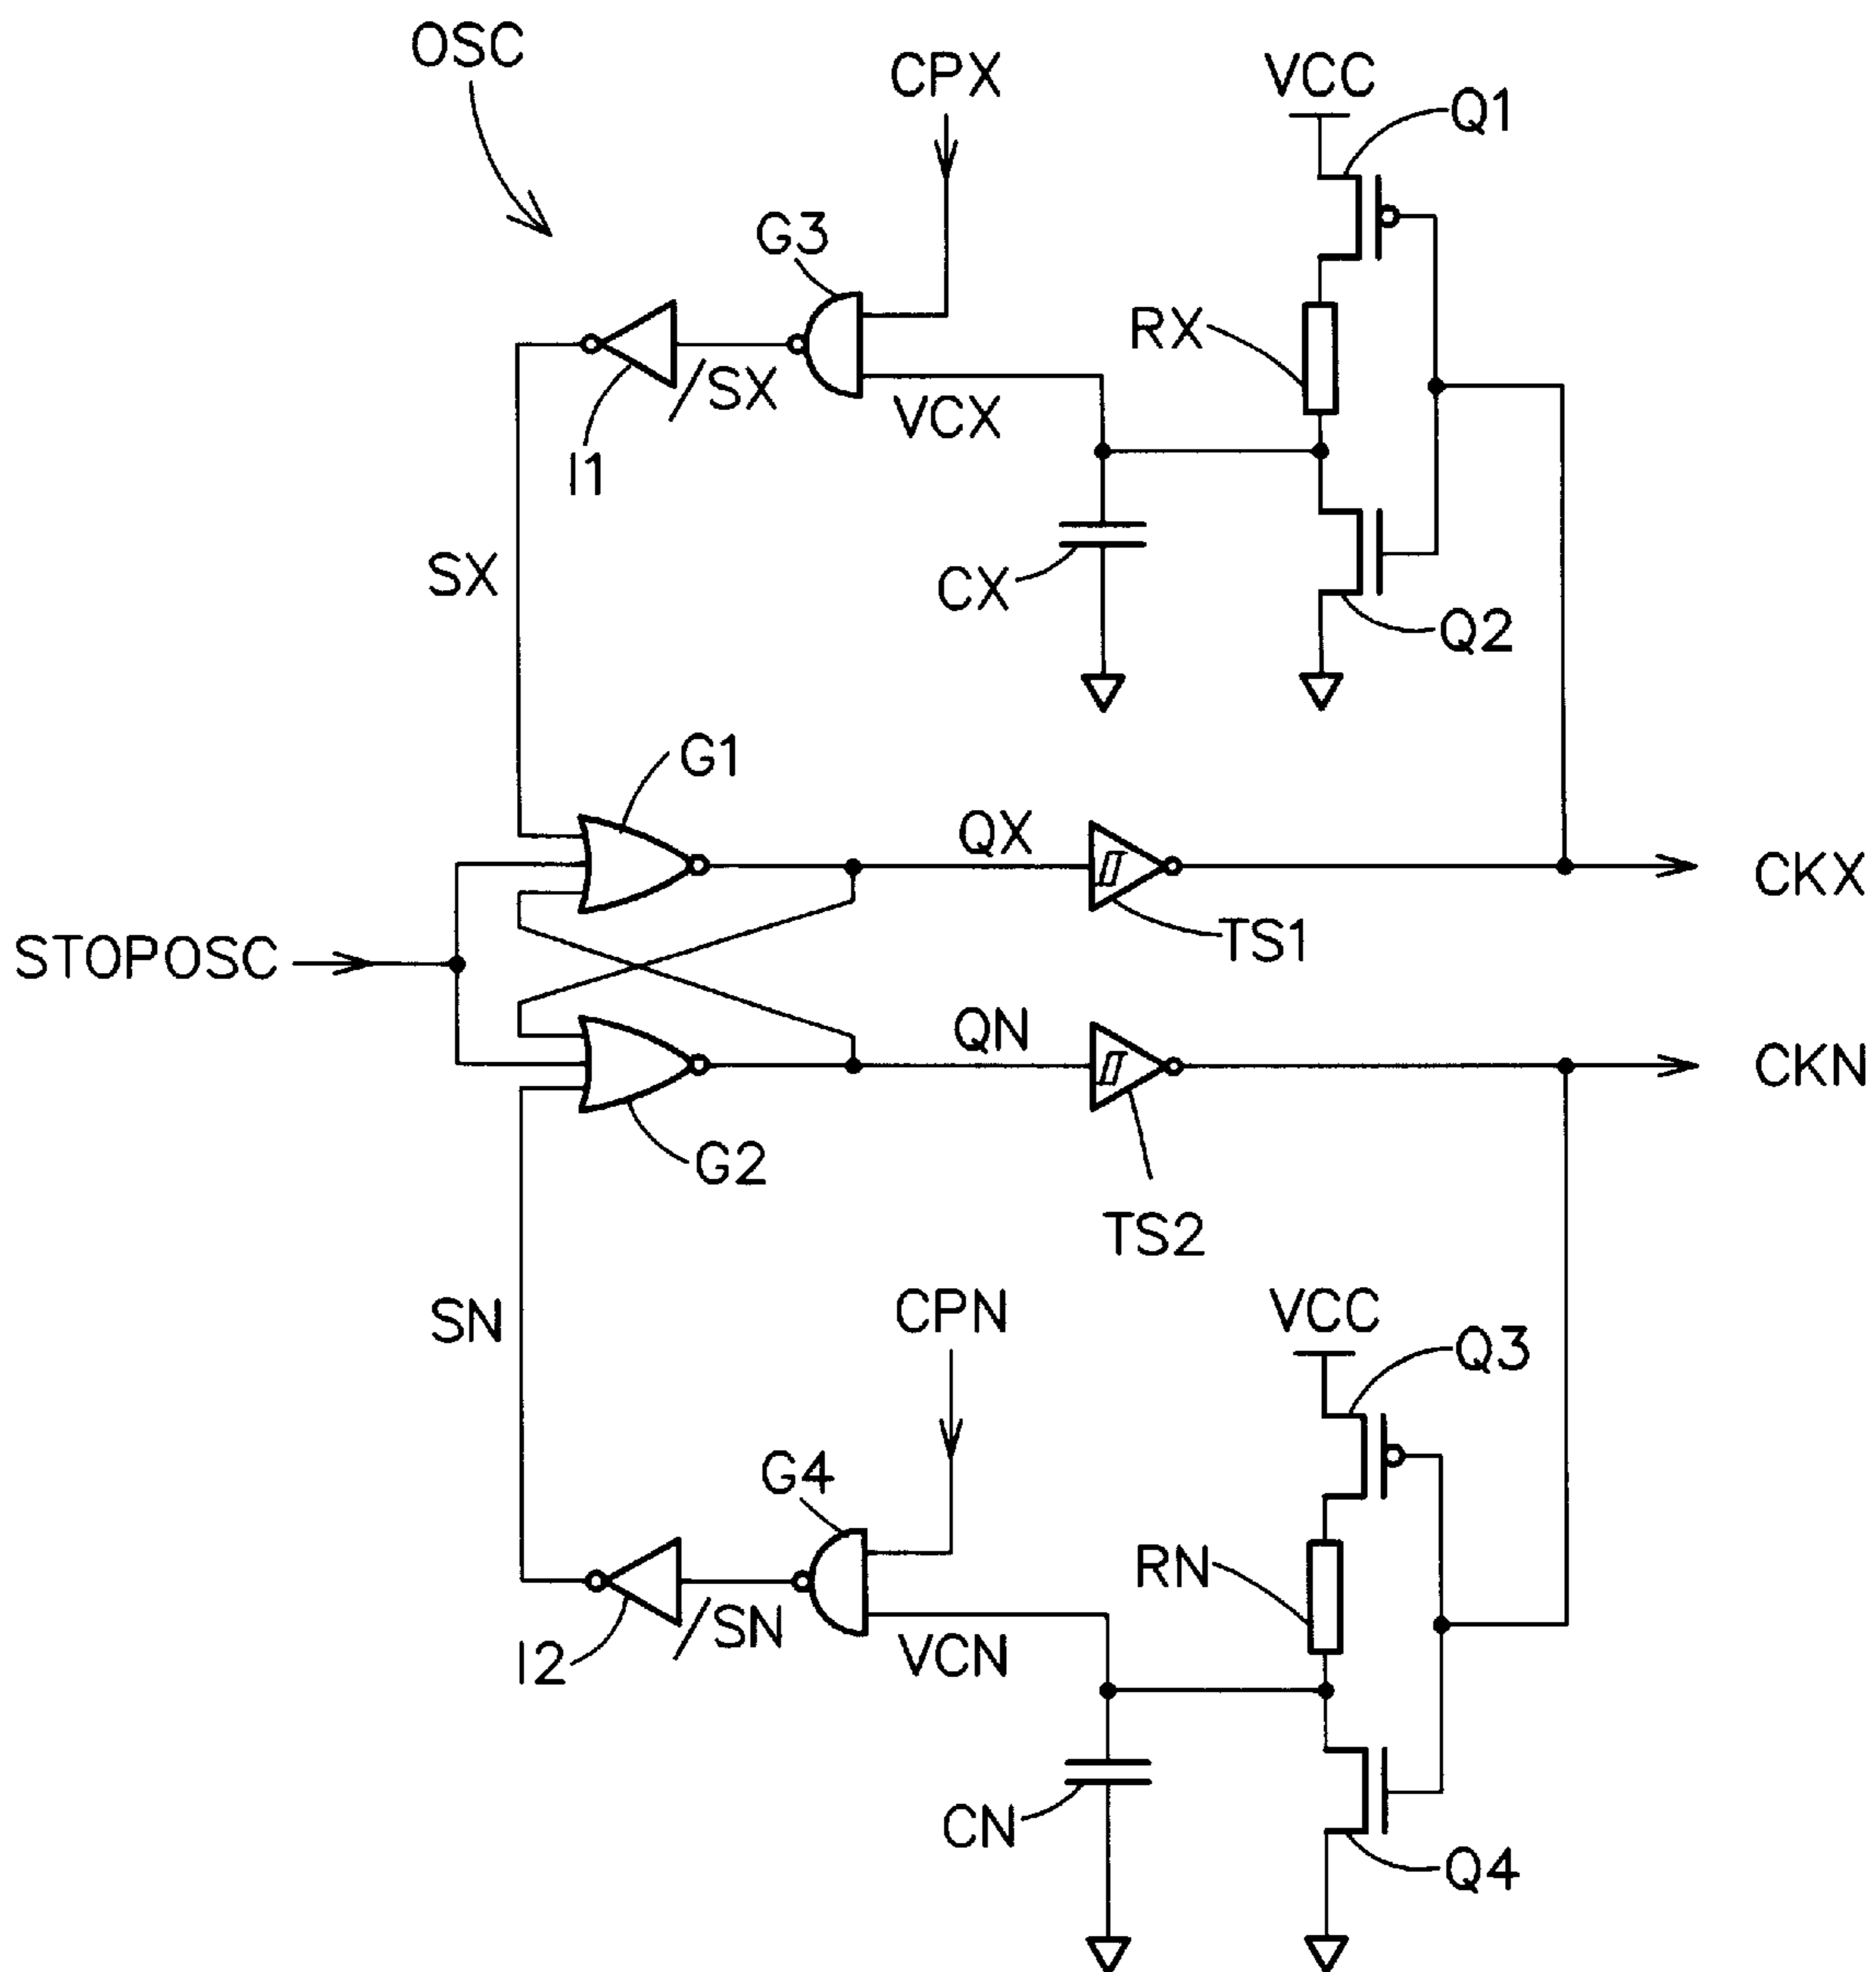 OSC
CPX
VCC
Q1
G3
RX
/SX
VCX
I1
SX
CX
Q2
G1
QX
CKX
TS1
STOPOSC
QN
CKN
G2
TS2
CPN
VCC
SN
Q3
G4
RN
/SN
VCN
I2
CN
Q4